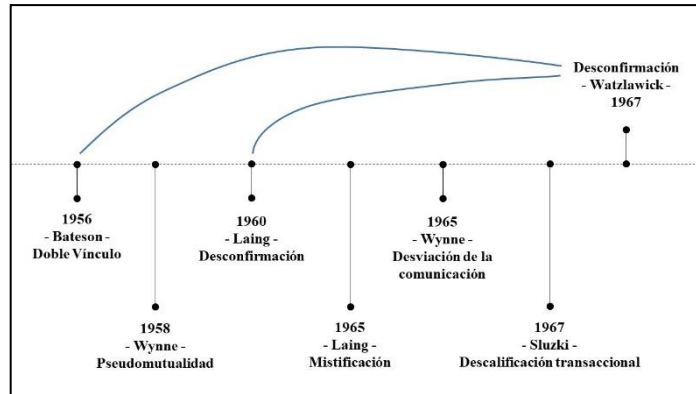 Desconfirmación
- Watzlawick -
1967
1956
- Bateson -
Doble Vínculo
1960
- Laing -
Desconfirmación
1965
- Wynne -
Desviación de la
comunicación
1958
- Wynne -
Pseudomutualidad
1965
- Laing -
Mistificación
1967
- Sluzki -
Descalificación transaccional